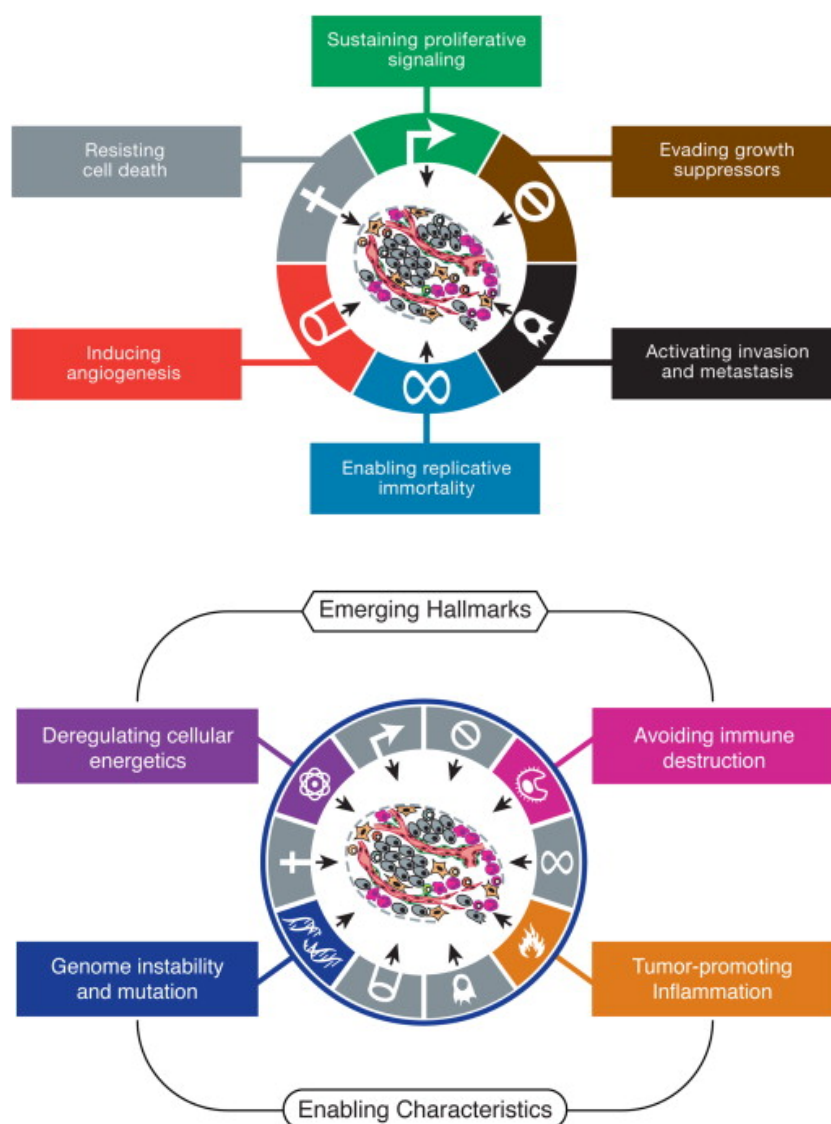 Sustaining proliferative
signaling
Resisting
cell death
Evading growth
suppressors
Inducing
angiogenesis
Activating invasion
and metastasis
Enabling replicative
immortality
Emerging Hallmarks
Deregulating cellular
energetics
Avoiding immune
destruction
Genome instability
and mutation
Tumor-promoting
Inflammation
Enabling Characteristics